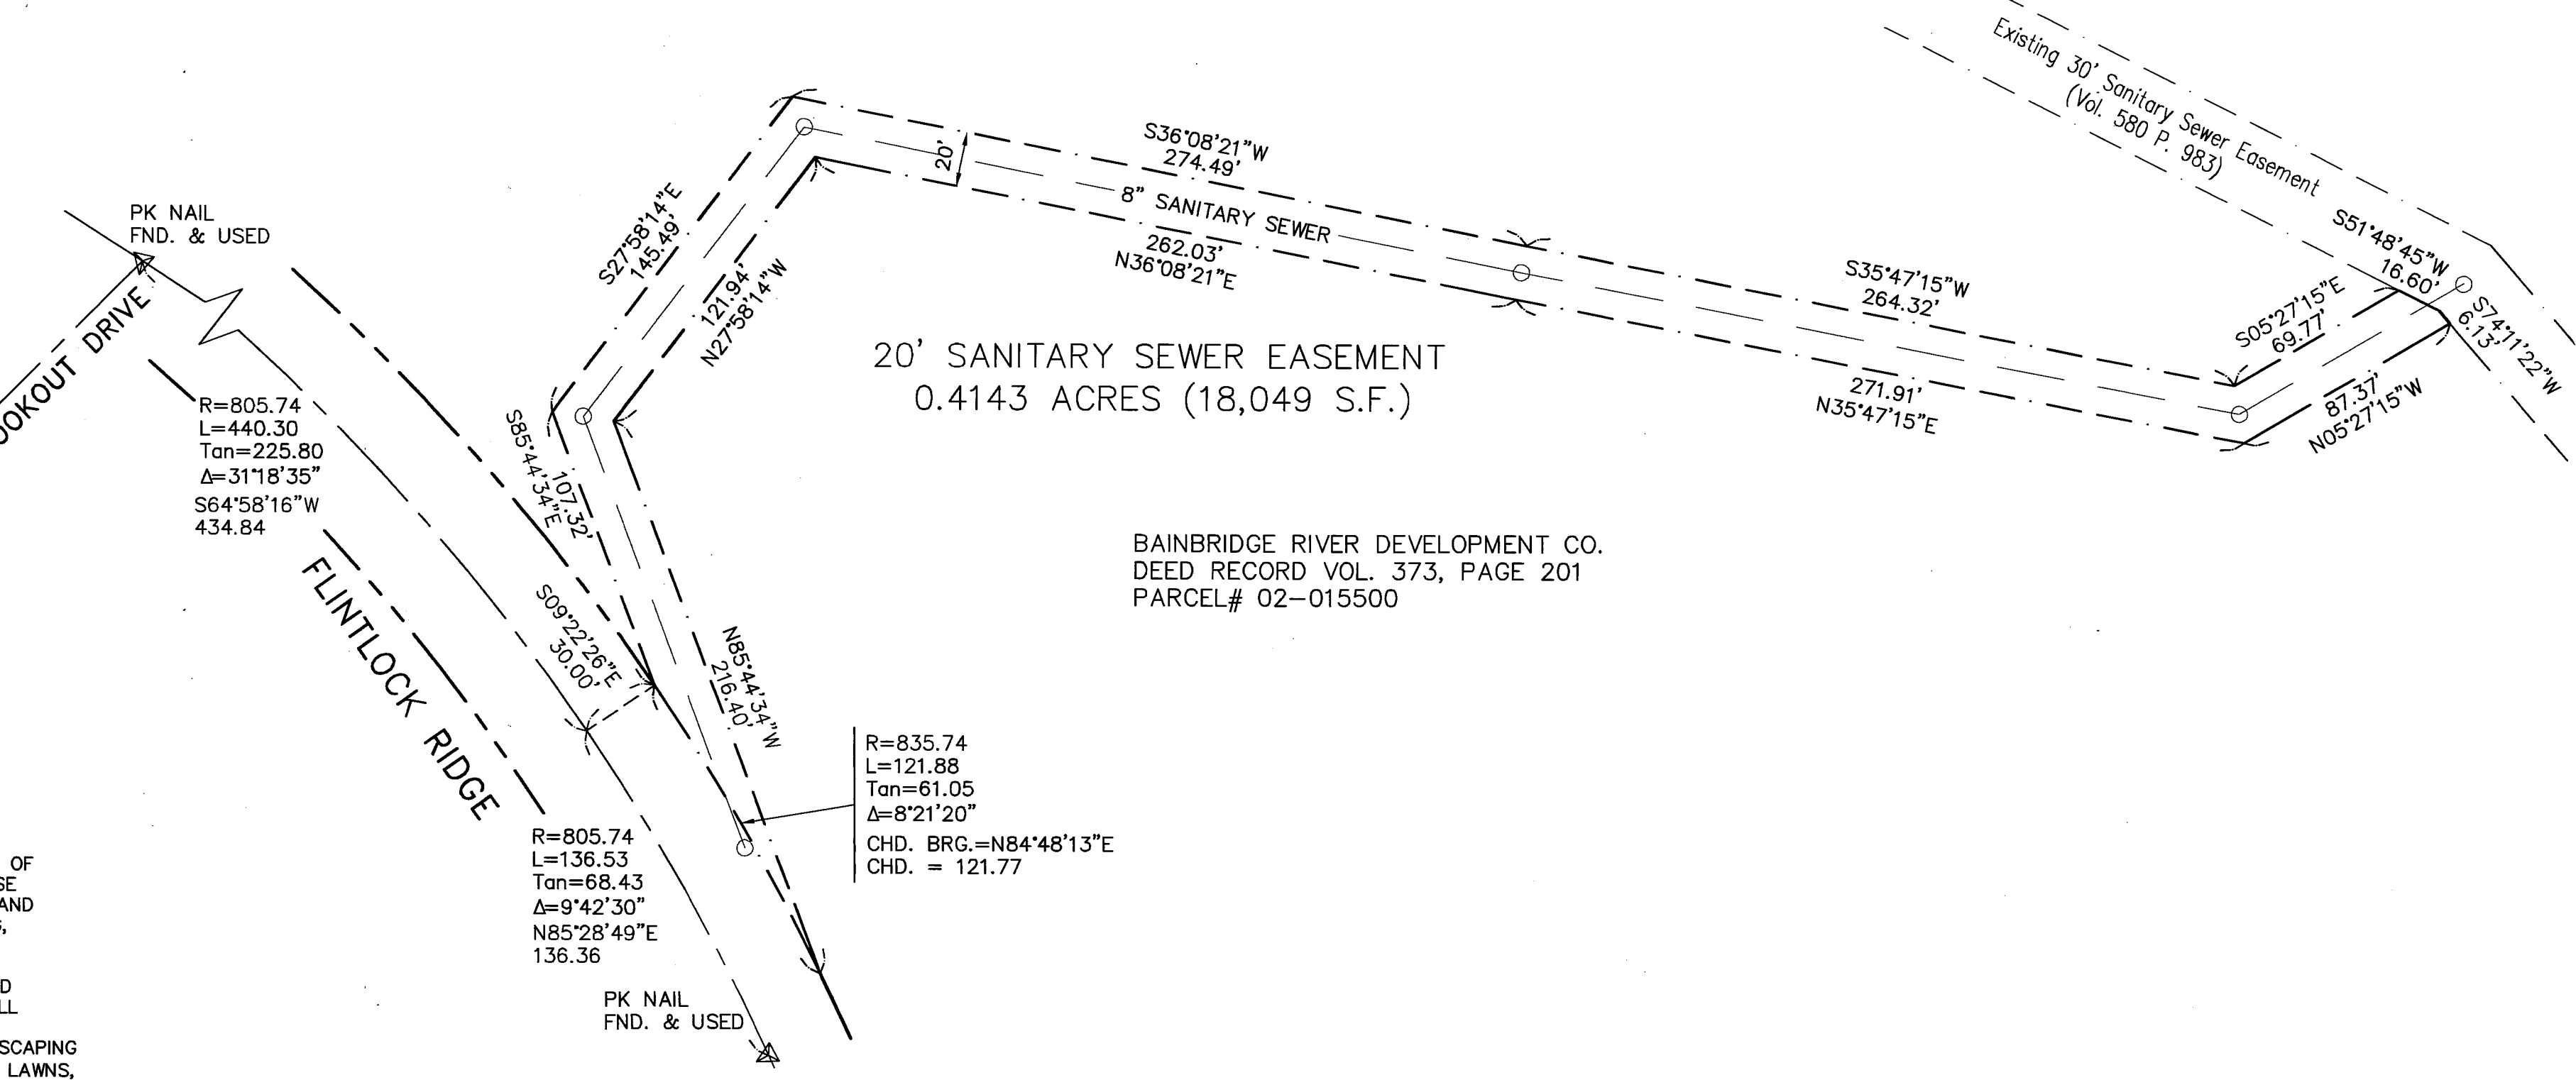 Existing 30' Sanitary Sewer Easement
(Vol. 580 P. 983)
S36°08'21"W
274.49'
20'
8" SANITARY SEWER
262.03'
N36°08'21"E
PK NAIL
FND. & USED
S27°58'14"E
145.49'
121.94'
N27°58'14"W
S51°48'45"W
16.60'
S35°47'15"W
264.32'
S05°27'15"E
69.77'
S74°11'22"W
6.13'
87.37'
N05°27'15"W
271.91'
N35°47'15"E
20' SANITARY SEWER EASEMENT
0.4143 ACRES (18,049 S.F.)
OOKOUT DRIVE
R=805.74
L=440.30
Tan=225.80
Δ=31°18'35"
S64°58'16"W
434.84
S85°44'34"E
107.32'
BAINBRIDGE RIVER DEVELOPMENT CO.
DEED RECORD VOL. 373, PAGE 201
PARCEL# 02-015500
FLINTLOCK RIDGE
S09°22'26"E
30.00'
N85°44'34"W
216.40'
R=835.74
L=121.88
Tan=61.05
Δ=8°21'20"
CHD. BRG.=N84°48'13"E
CHD. = 121.77
R=805.74
L=136.53
Tan=68.43
Δ=9°42'30"
N85°28'49"E
136.36
PK NAIL
FND. & USED
OF
SE
AND
,
D
LL
SCAPING
LAWNS,